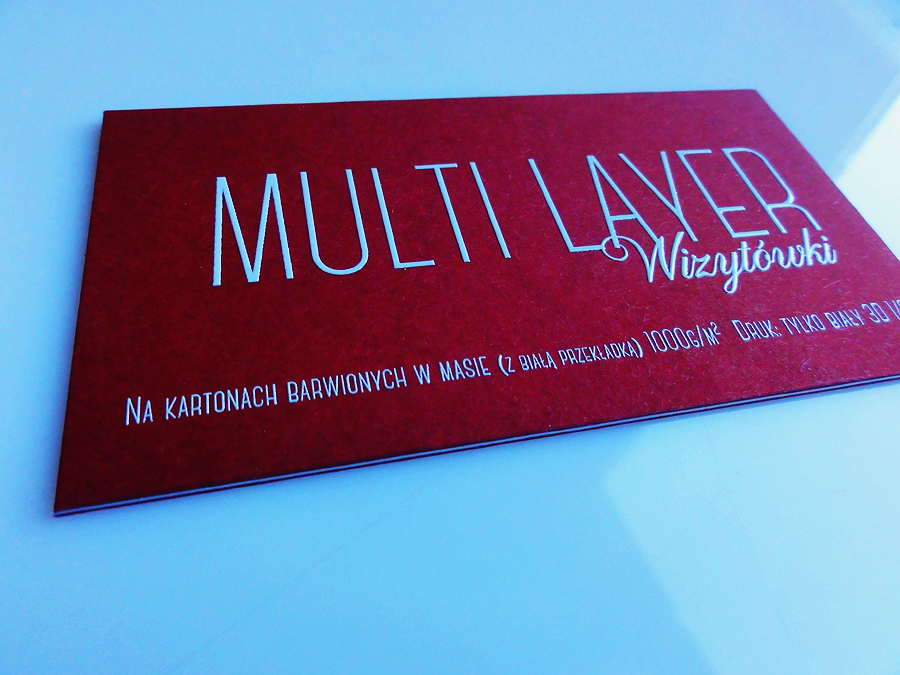 MULTI LAYER
Wizytówki
NA KARTONACH BARWIONYCH W MASIE (Z BIAŁĄ PRZEKŁADKĄ) 1000G/M² DRUK: TYLKO BIAŁY 3D